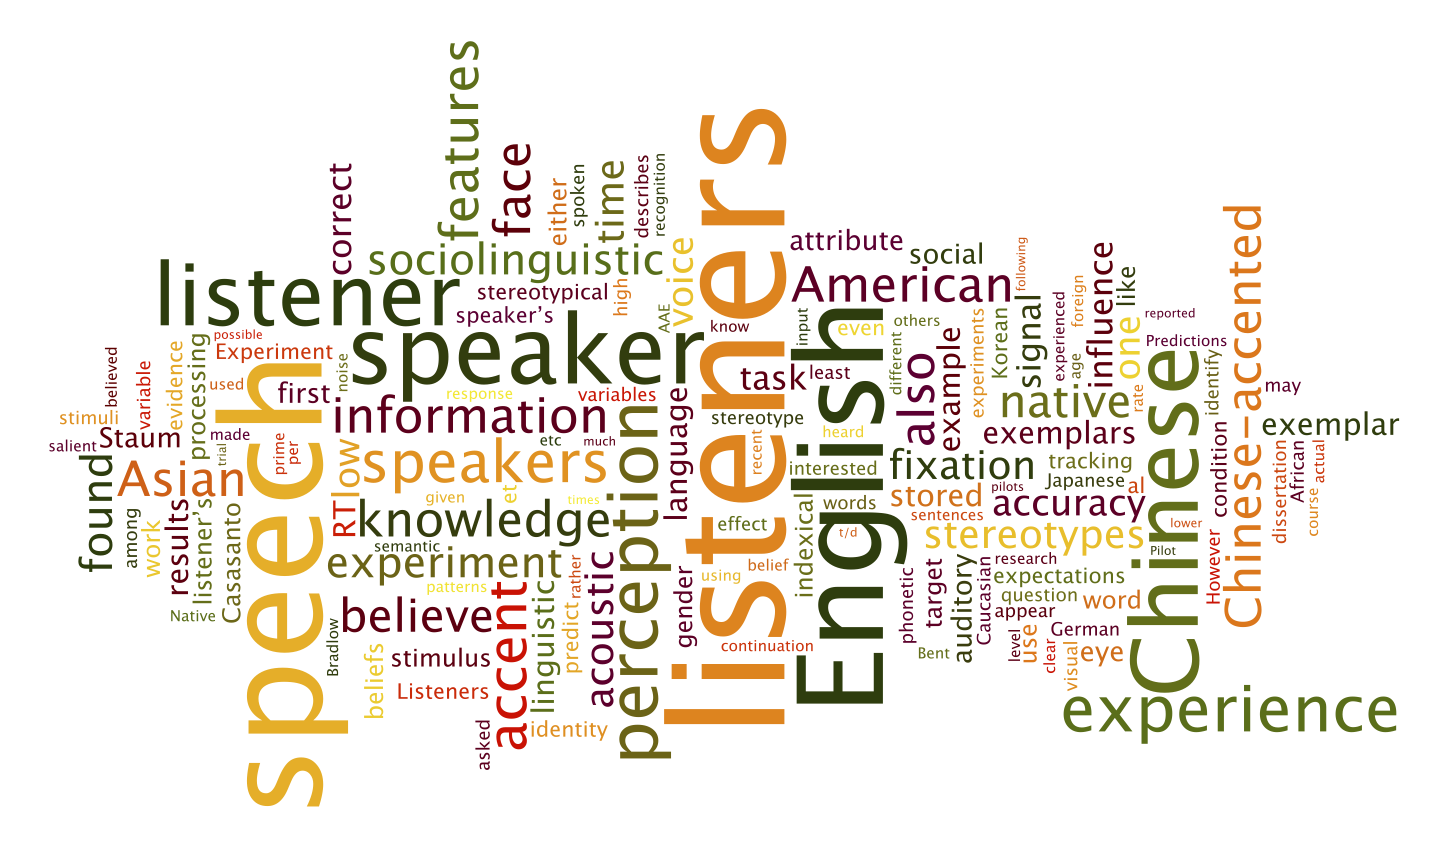 features
face
correct
either
spoken
time
describes
recognition
listeners
sociolinguistic
voice
attribute
social
following
Chinese-accented
listener
stereotypical
high
American
influence
like
speaker's
AAE
know
input
even
others
signal
experienced
foreign
reported
possible
Experiment
speaker
English
different
experiments
Korean
age
one
Predictions
believed
variable
evidence
processing
used
first
noise
response
variables
task
least
also
example
native
rate
Chinese
identify
may
stimuli
speech
information
language
stereotype
heard
exemplars
exemplar
salient
Staum
made
trial
prime
per
etc
much
perception
recent
interested
fixation
tracking
condition
dissertation
African
actual
course
found
Asian
low
speakers
given
et
times
indexical
words
stored
pilots
Japanese
al
among
work
results
listener's
Casasanto
RT
knowledge
effect
t/d
sentences
accuracy
lower
semantic
stereotypes
Pilot
experiment
patterns
rather
acoustic
using
belief
phonetic
target
auditory
Caucasian
research
expectations
However
Native
believe
accent
linguistic
predict
gender
question
appear
word
Bradlow
beliefs
stimulus
continuation
Bent
level
use
clear
visual
German
eye
Listeners
asked
identity
experience